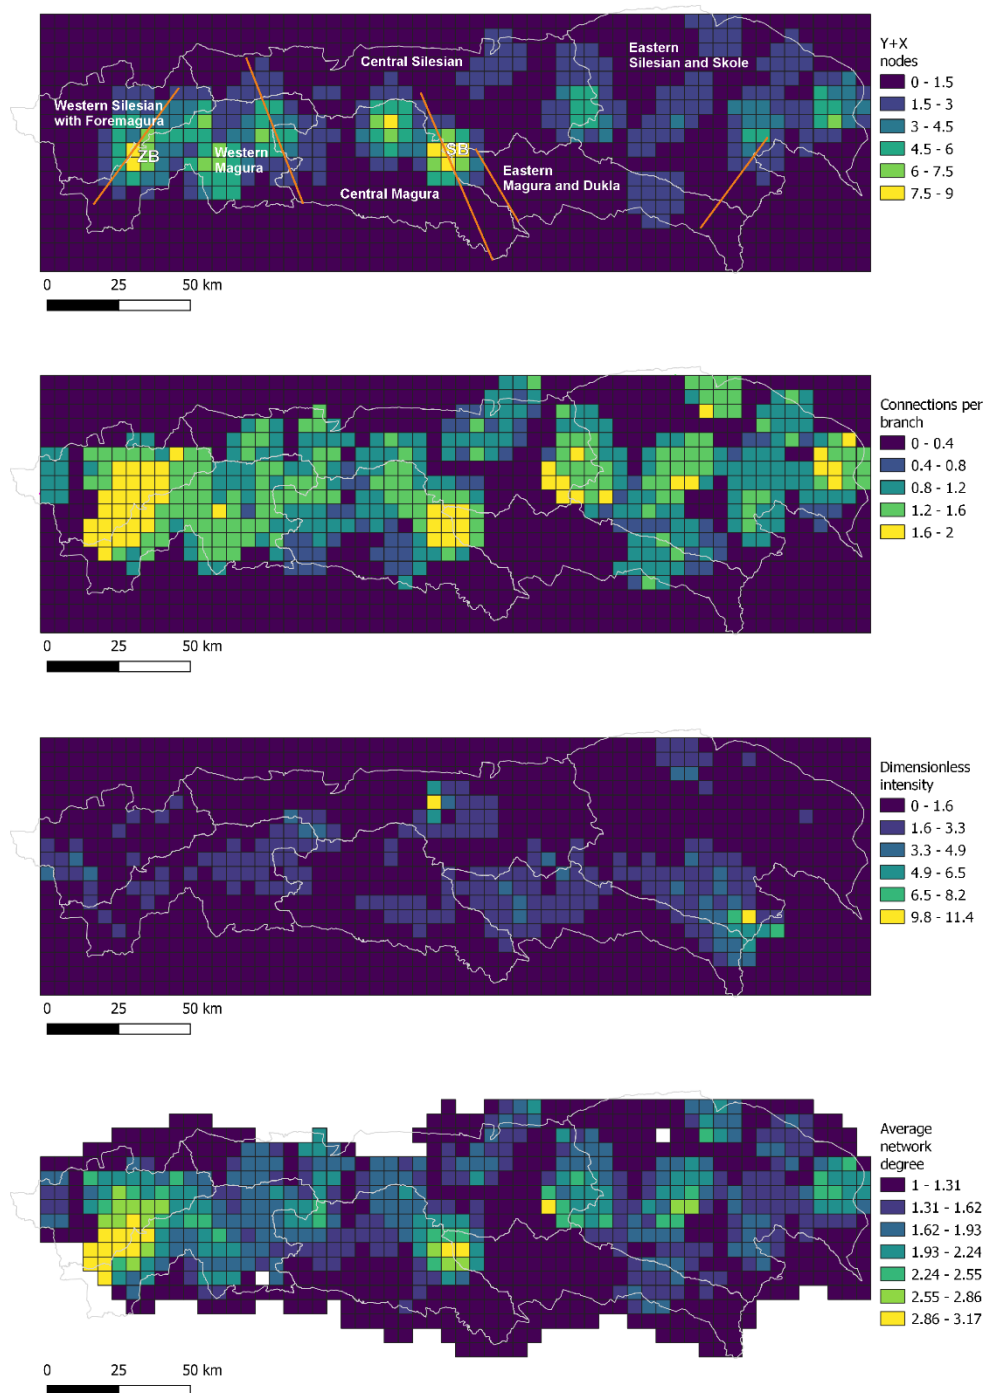 Western Silesian
with Foremagura
ZB
Western
Magura
Central Silesian
Central Magura
SB
Eastern
Magura and Dukla
Eastern
Silesian and Skole
Y+X
nodes
0 - 1.5
1.5 - 3
3 - 4.5
4.5 - 6
6 - 7.5
7.5 - 9
0 25 50 km
Connections per
branch
0 - 0.4
0.4 - 0.8
0.8 - 1.2
1.2 - 1.6
1.6 - 2
0 25 50 km
Dimensionless
intensity
0 - 1.6
1.6 - 3.3
3.3 - 4.9
4.9 - 6.5
6.5 - 8.2
9.8 - 11.4
0 25 50 km
Average
network
degree
1 - 1.31
1.31 - 1.62
1.62 - 1.93
1.93 - 2.24
2.24 - 2.55
2.55 - 2.86
2.86 - 3.17
0 25 50 km